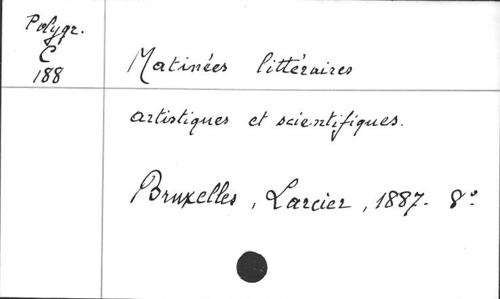 Polygr.
C
188
Matinées littéraires
artistiques et scientifiques.
Bruxelles, Larcier, 1887. 8°